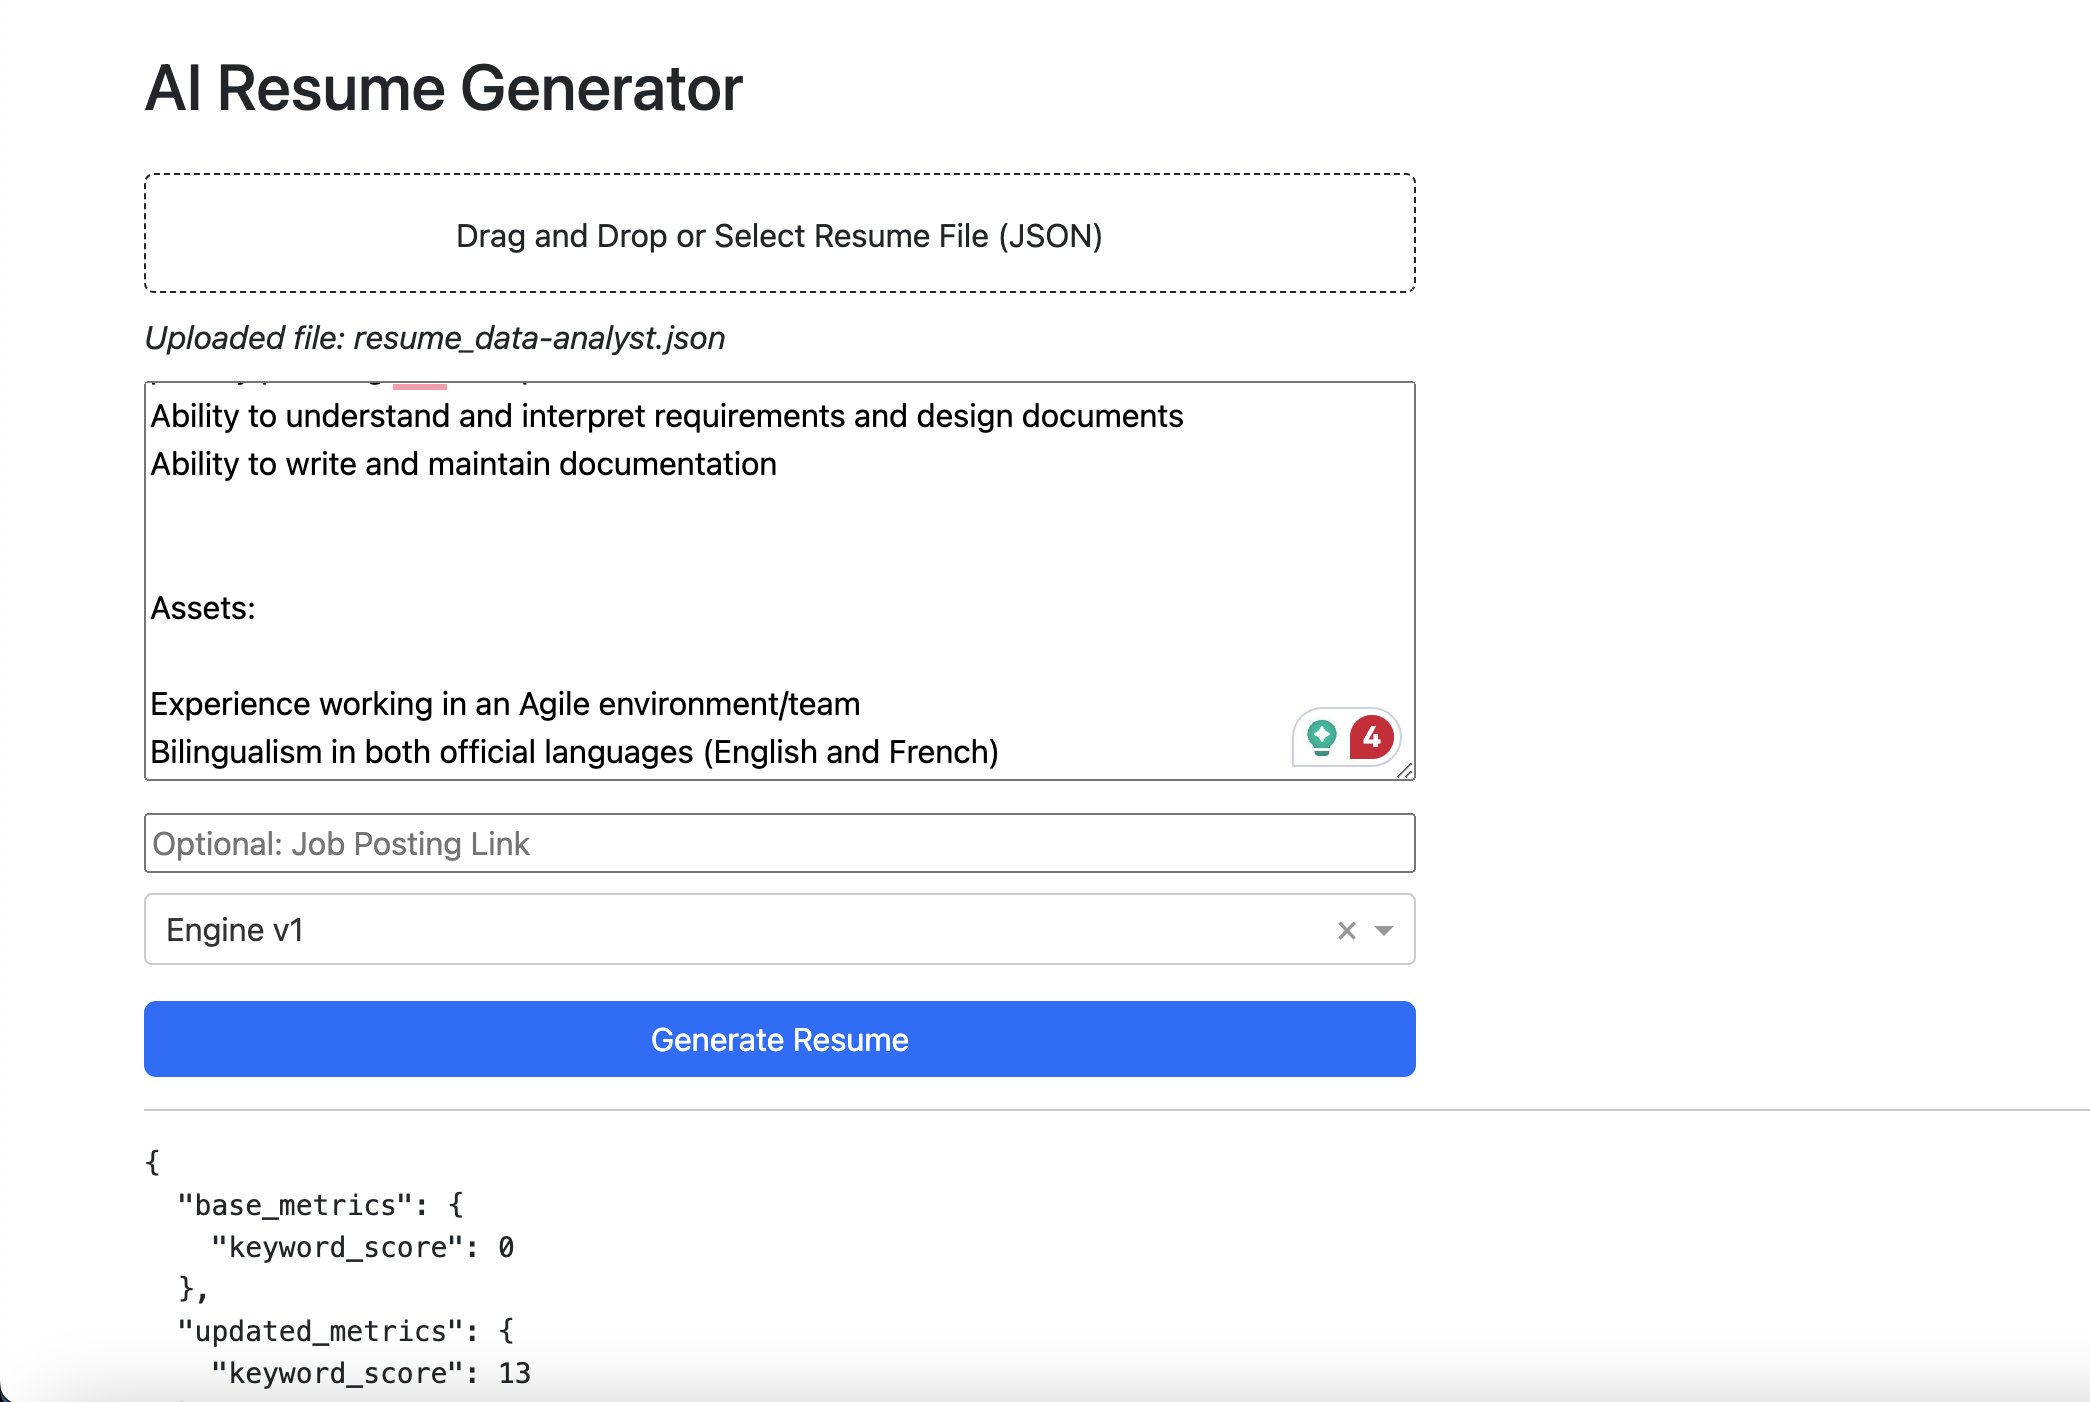 AI Resume Generator
Drag and Drop or Select Resume File (JSON)
Uploaded file: resume_data-analyst.json
Ability to understand and interpret requirements and design documents
Ability to write and maintain documentation
Assets:
Experience working in an Agile environment/team
Bilingualism in both official languages (English and French)
4
Optional: Job Posting Link
Engine v1
Generate Resume
{
"base_metrics": {
"keyword_score": 0
},
"updated_metrics": {
"keyword_score": 13